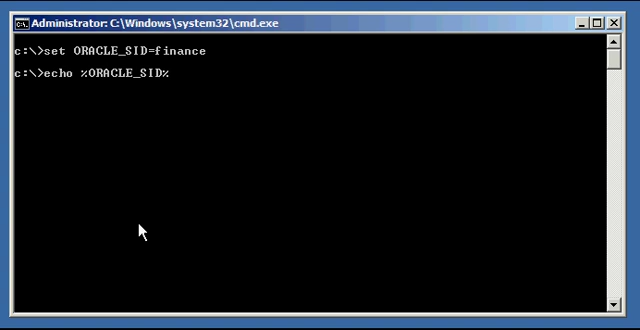 Administrator: C:\Windows\system32\cmd.exe
c:\>set ORACLE_SID=finance
c:\>echo %ORACLE_SID%